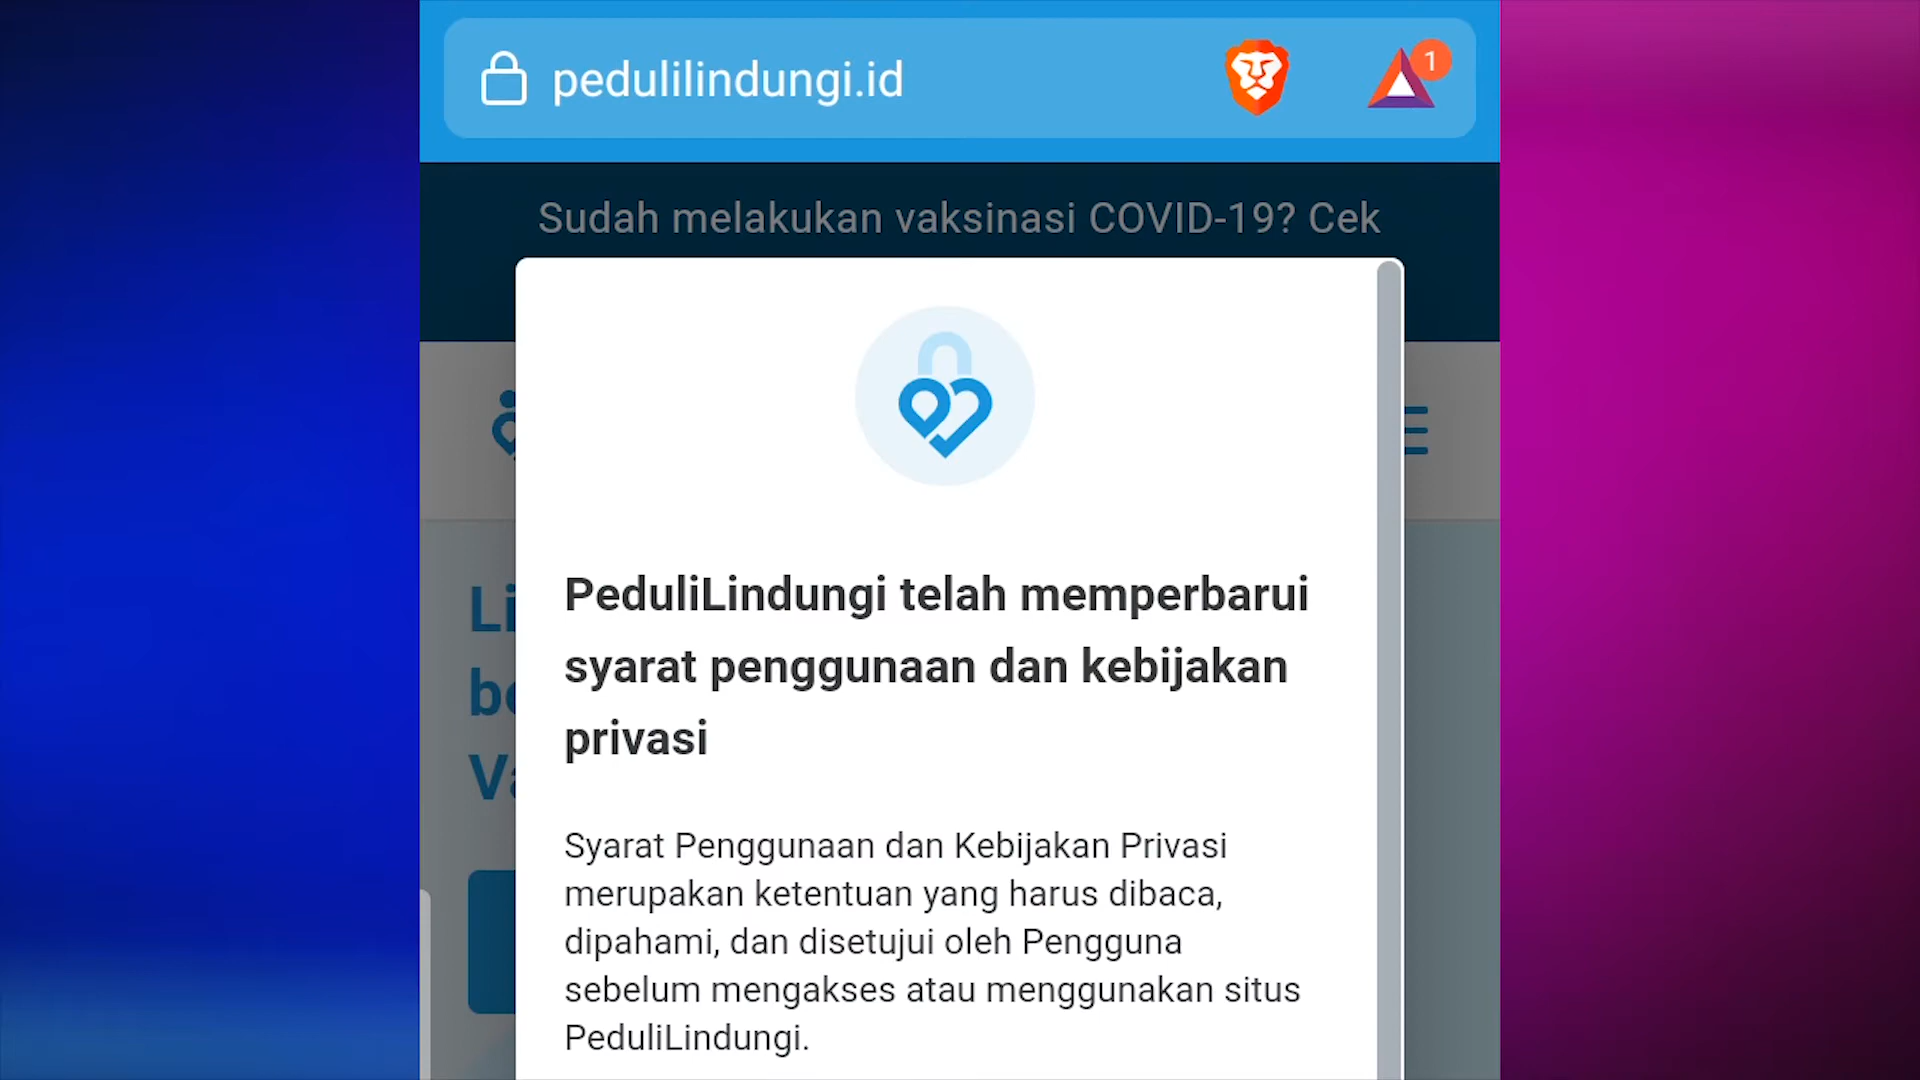 pedulilindungi.id
1
Sudah melakukan vaksinasi COVID-19? Cek
PeduliLindungi telah memperbarui
syarat penggunaan dan kebijakan
privasi
Syarat Penggunaan dan Kebijakan Privasi
merupakan ketentuan yang harus dibaca,
dipahami, dan disetujui oleh Pengguna
sebelum mengakses atau menggunakan situs
PeduliLindungi.